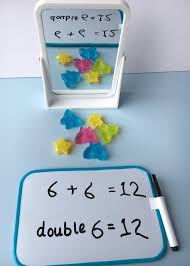 6 + 6 = 12
double 6 = 12